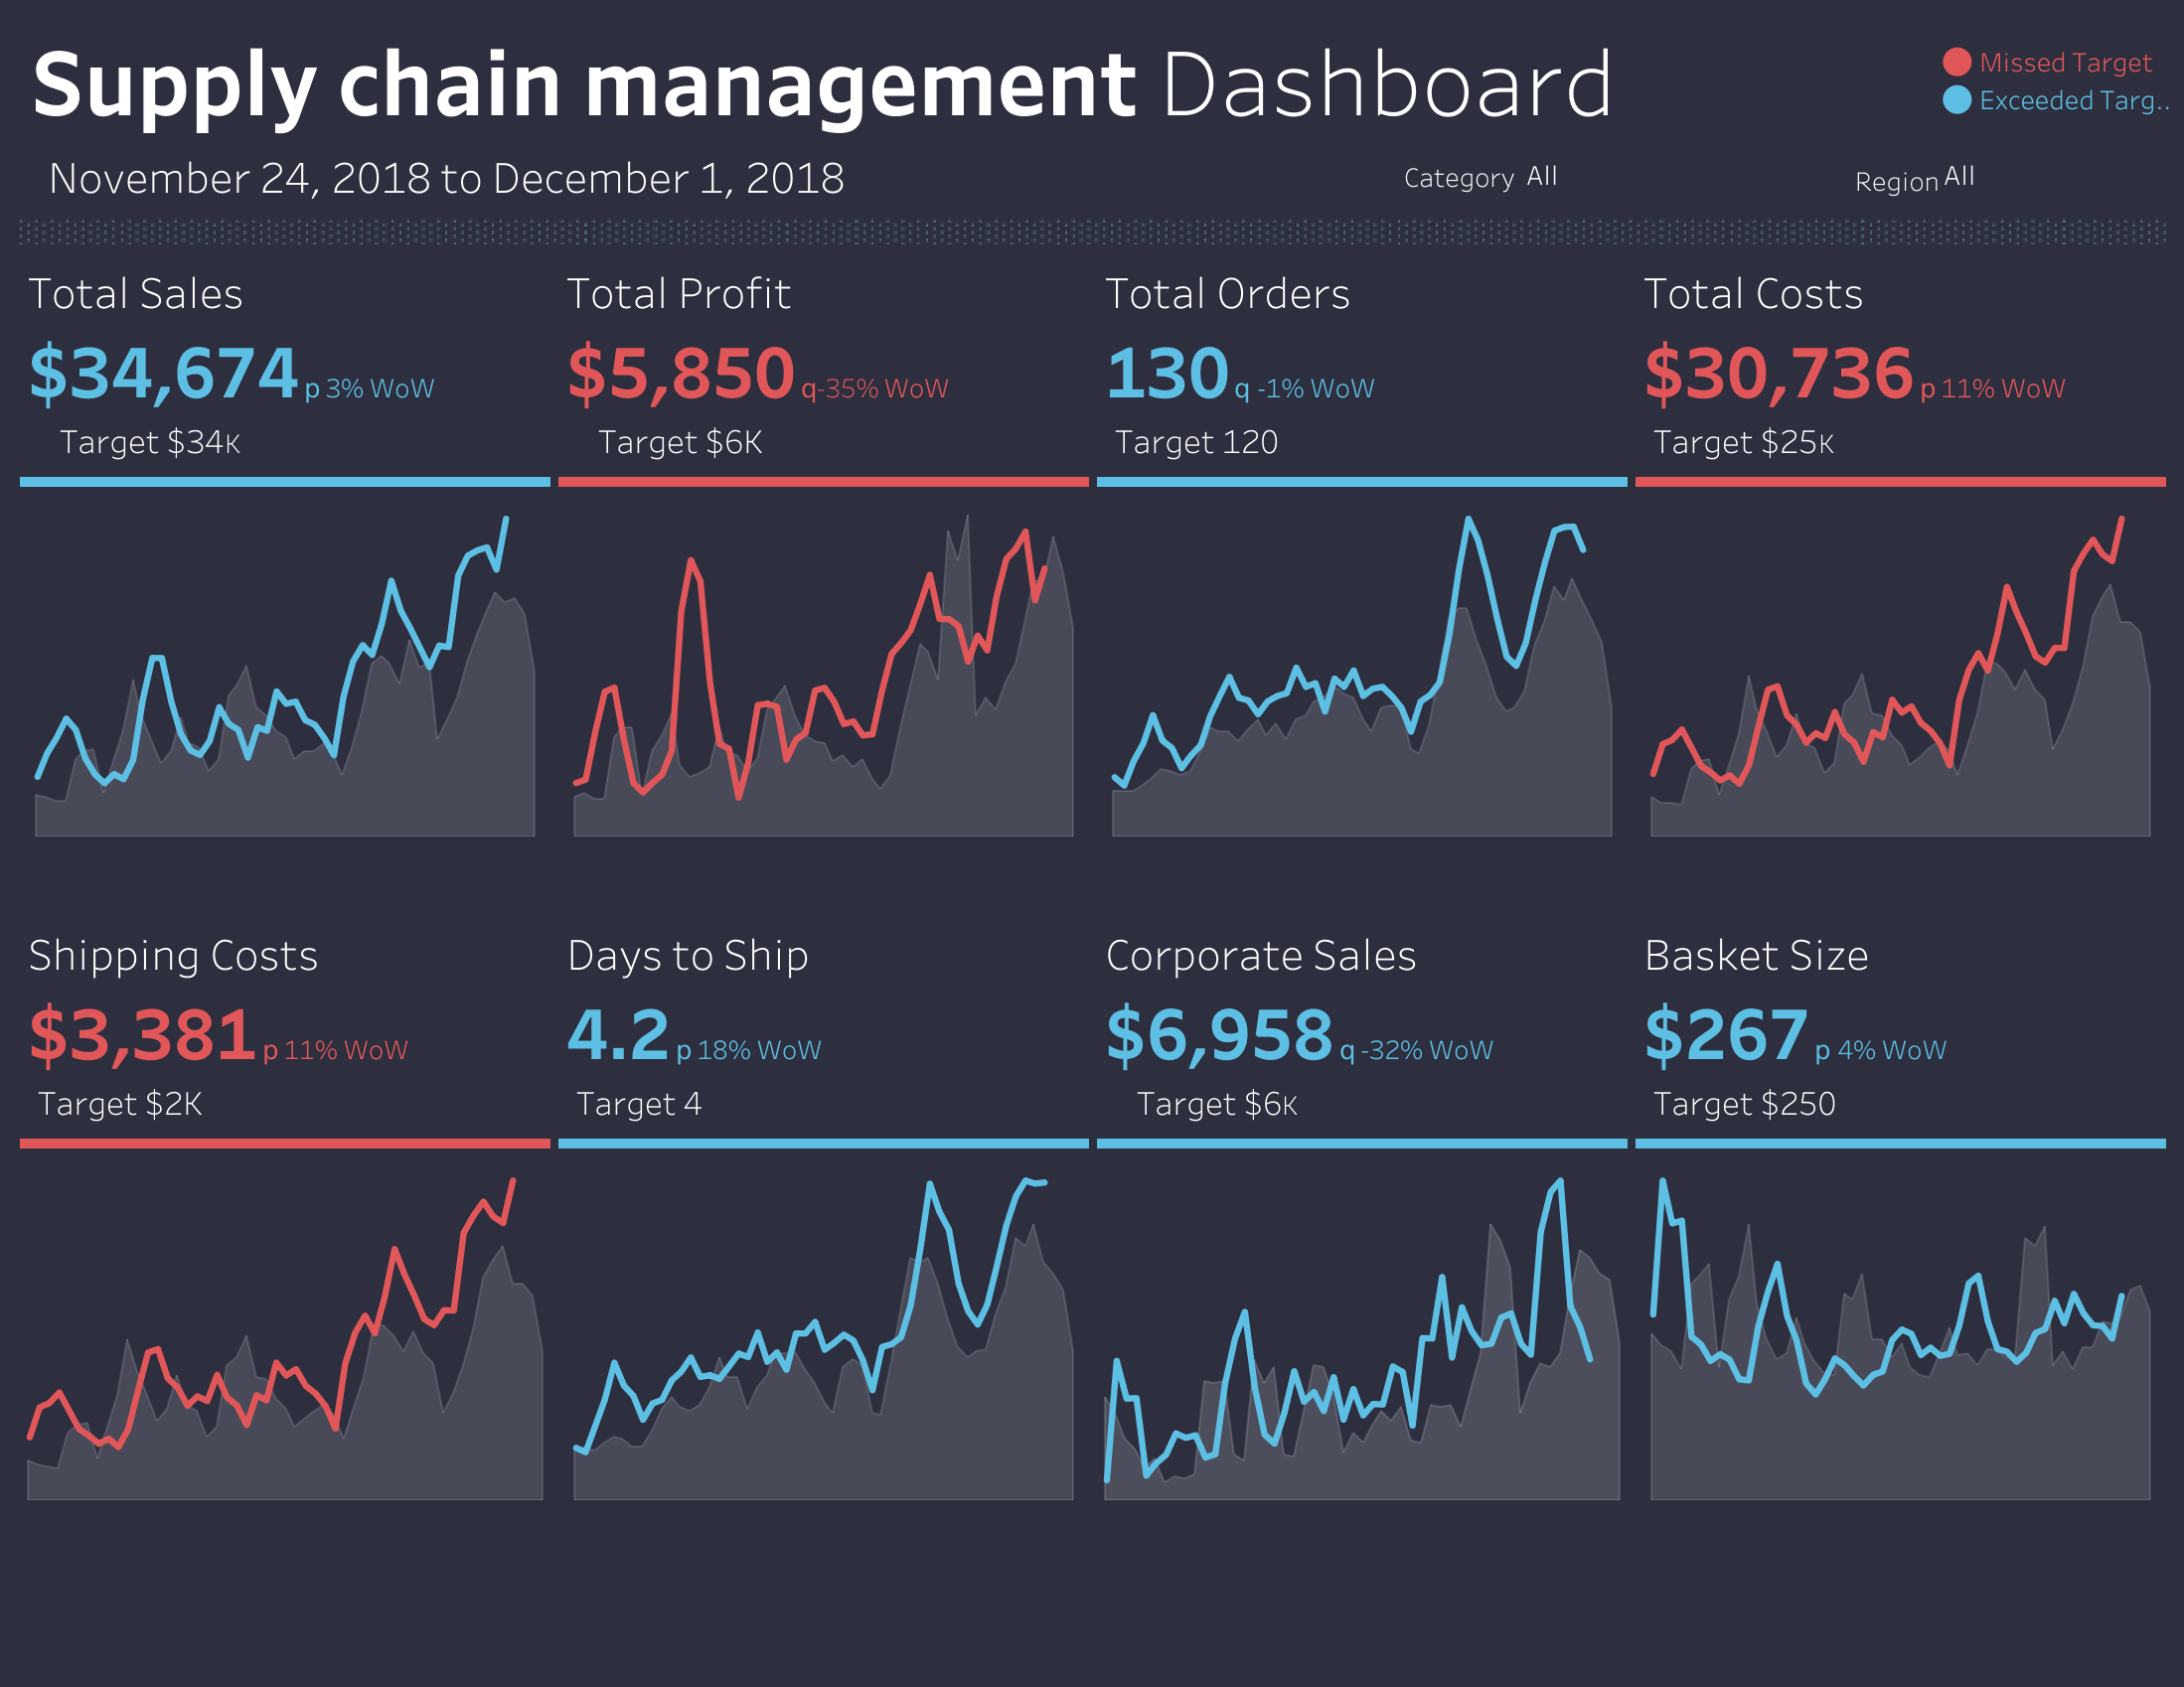 Supply chain management Dashboard
Missed Target
Exceeded Targ..
November 24, 2018 to December 1, 2018
Category All
Region All
Total Sales
$34,674 p 3% WoW
Target $34K
Total Profit
$5,850 q-35% WoW
Target $6K
Total Orders
130 q -1% WoW
Target 120
Total Costs
$30,736 p 11% WoW
Target $25K
Shipping Costs
$3,381 p 11% WoW
Target $2K
Days to Ship
4.2 p 18% WoW
Target 4
Corporate Sales
$6,958 q -32% WoW
Target $6K
Basket Size
$267 p 4% WoW
Target $250